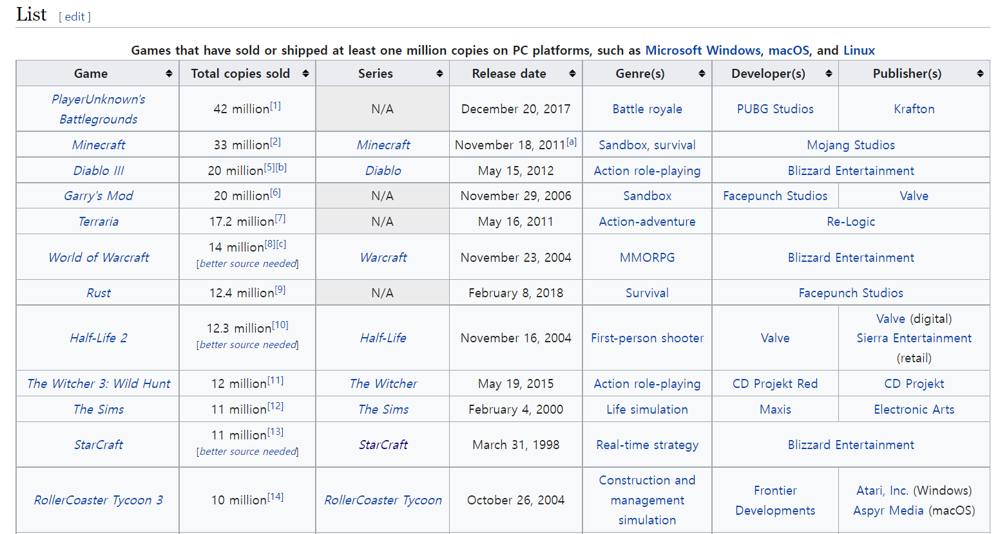 List [ edit ]
Games that have sold or shipped at least one million copies on PC platforms, such as Microsoft Windows, macOS, and Linux
Game Total copies sold Series Release date Genre(s) Developer(s) Publisher(s)
PlayerUnknown's
Battlegrounds 42 million[1] N/A December 20, 2017 Battle royale PUBG Studios Krafton
Minecraft 33 million[2] Minecraft November 18, 2011[a] Sandbox, survival Mojang Studios
Diablo III 20 million[5][b] Diablo May 15, 2012 Action role-playing Blizzard Entertainment
Garry's Mod 20 million[6] N/A November 29, 2006 Sandbox Facepunch Studios Valve
Terraria 17.2 million[7] N/A May 16, 2011 Action-adventure Re-Logic
World of Warcraft 14 million[8][c]
[better source needed] Warcraft November 23, 2004 MMORPG Blizzard Entertainment
Rust 12.4 million[9] N/A February 8, 2018 Survival Facepunch Studios
Half-Life 2 12.3 million[10]
[better source needed] Half-Life November 16, 2004 First-person shooter Valve Valve (digital)
Sierra Entertainment
(retail)
The Witcher 3: Wild Hunt 12 million[11] The Witcher May 19, 2015 Action role-playing CD Projekt Red CD Projekt
The Sims 11 million[12] The Sims February 4, 2000 Life simulation Maxis Electronic Arts
StarCraft 11 million[13]
[better source needed] StarCraft March 31, 1998 Real-time strategy Blizzard Entertainment
RollerCoaster Tycoon 3 10 million[14] RollerCoaster Tycoon October 26, 2004 Construction and
management
simulation Frontier
Developments Atari, Inc. (Windows)
Aspyr Media (macOS)